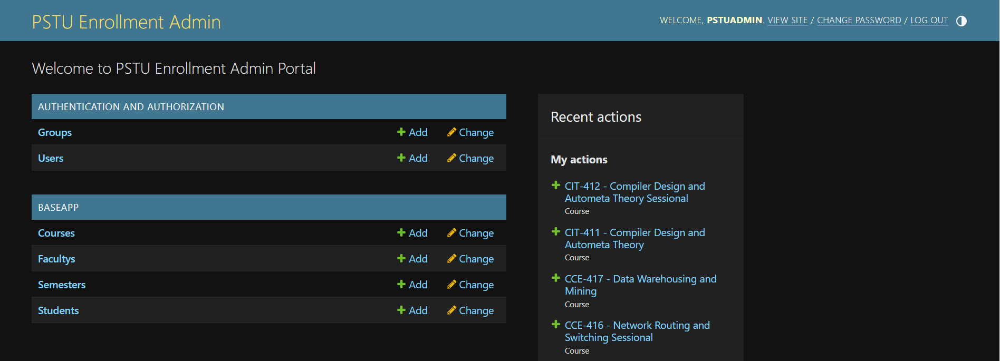 PSTU Enrollment Admin
WELCOME, PSTUADMIN. VIEW SITE / CHANGE PASSWORD / LOG OUT
Welcome to PSTU Enrollment Admin Portal
AUTHENTICATION AND AUTHORIZATION
Groups Add Change
Users Add Change
BASEAPP
Courses Add Change
Facultys Add Change
Semesters Add Change
Students Add Change
Recent actions
My actions
CIT-412 - Compiler Design and
Autometa Theory Sessional
Course
CIT-411 - Compiler Design and
Autometa Theory
Course
CCE-417 - Data Warehousing and
Mining
Course
CCE-416 - Network Routing and
Switching Sessional
Course